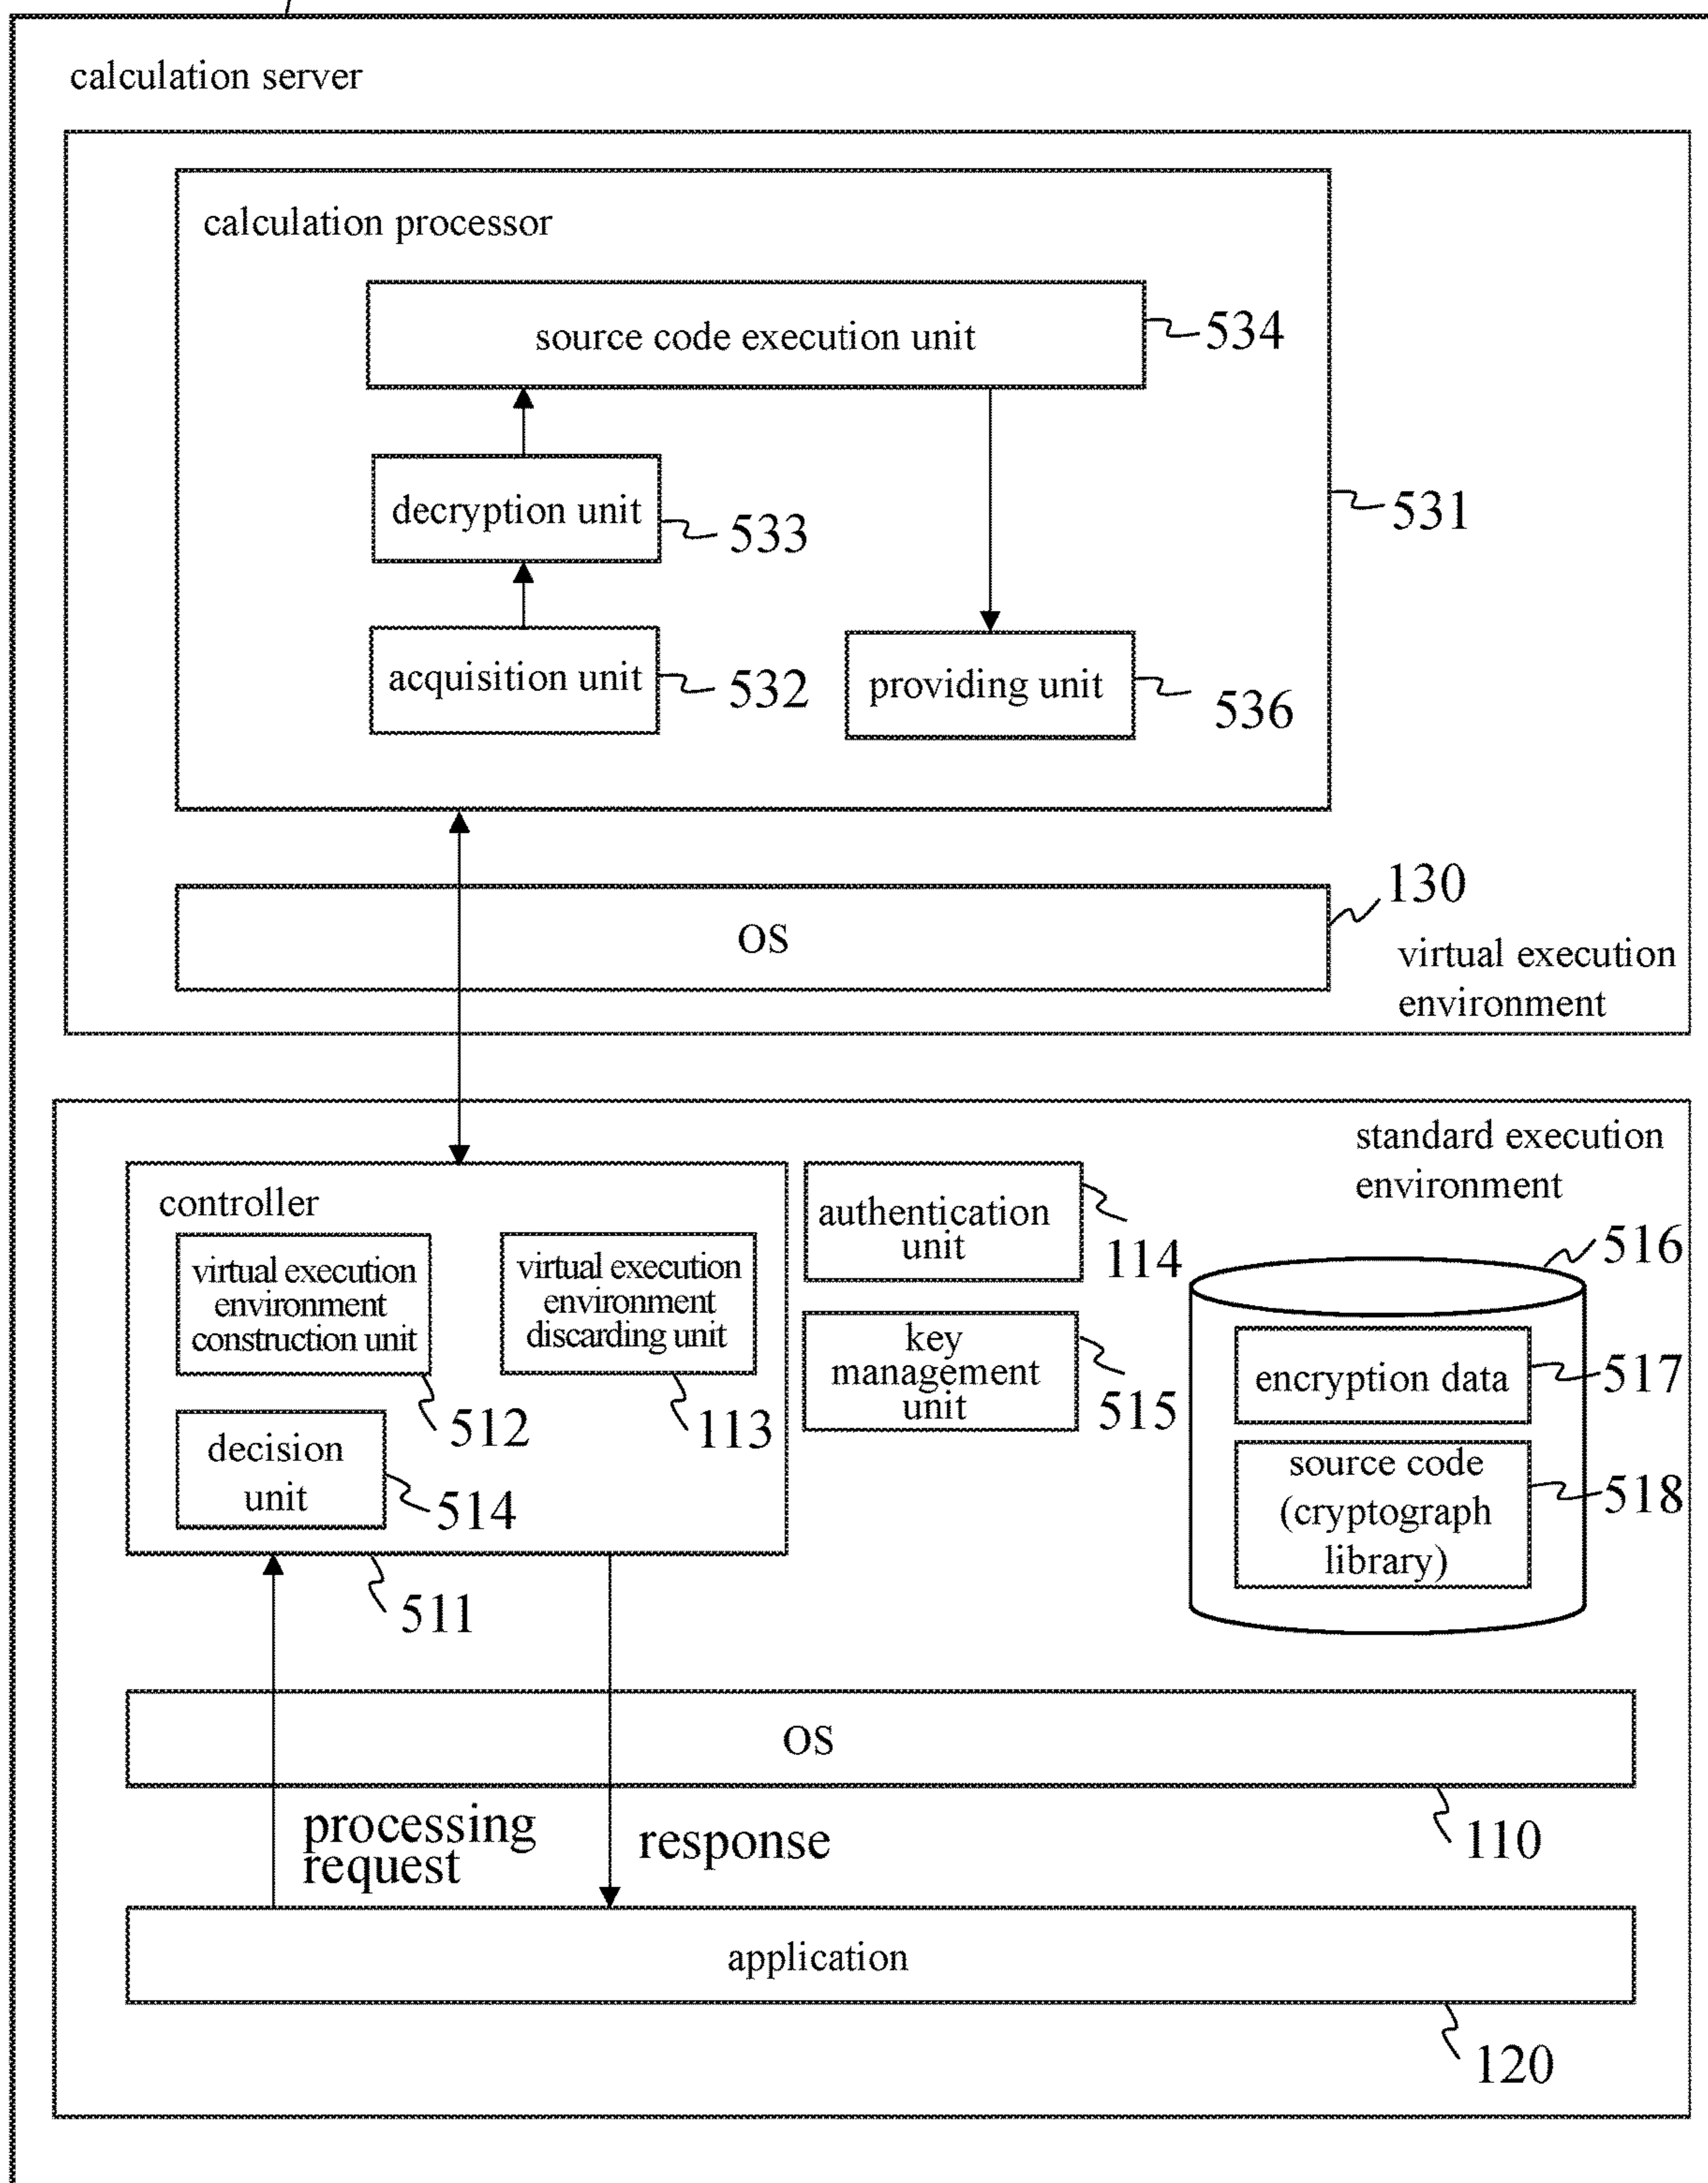 calculation server
calculation processor
source code execution unit
534
decryption unit
533
531
acquisition unit
532
providing unit
536
130
OS
virtual execution
environment
standard execution
environment
controller
virtual execution
environment
construction unit
512
virtual execution
environment
discarding unit
113
decision
unit
514
511
authentication
unit
114
key
management
unit
515
516
encryption data
517
source code
(cryptograph
library)
518
OS
110
processing
request
response
application
120